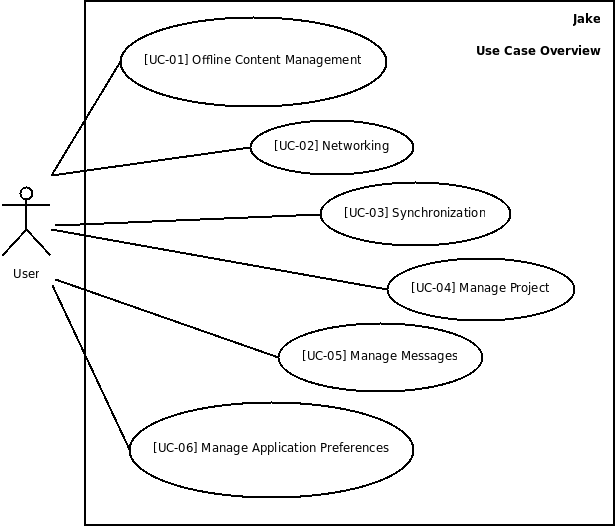 Jake
Use Case Overview
[UC-01] Offline Content Management
[UC-02] Networking
[UC-03] Synchronization
[UC-04] Manage Project
User
[UC-05] Manage Messages
[UC-06] Manage Application Preferences